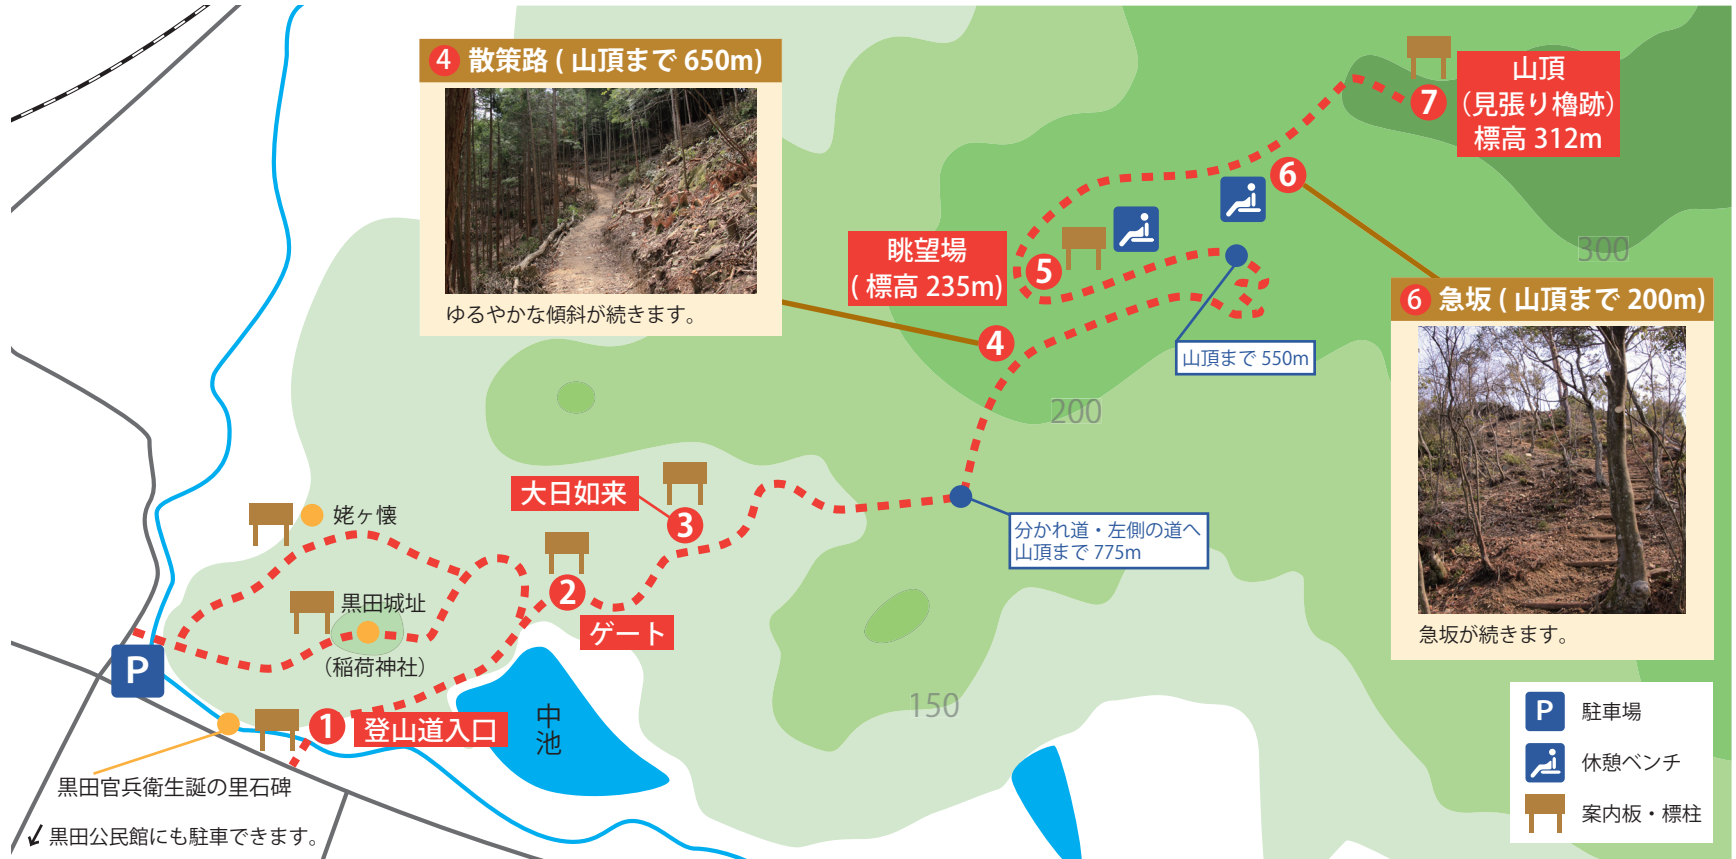 4 散策路 ( 山頂まで 650m)
ゆるやかな傾斜が続きます。
山頂
（見張り櫓跡）
標高 312m
7
6
眺望場
( 標高 235m)
5
300
6 急坂 ( 山頂まで 200m)
急坂が続きます。
4
山頂まで 550m
200
大日如来
3
分かれ道・左側の道へ
山頂まで 775m
姥ヶ懐
2
ゲート
黒田城址
（稲荷神社）
P
150
1
登山道入口
中池
黒田官兵衛生誕の里石碑
黒田公民館にも駐車できます。
P 駐車場
休憩ベンチ
案内板・標柱